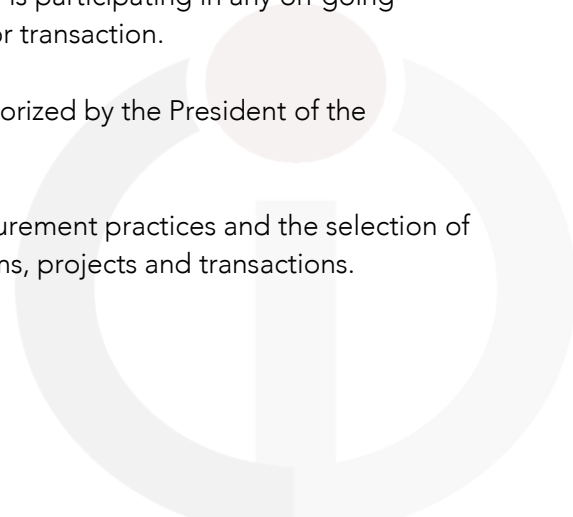 is participating in any on-going
or transaction.
orized by the President of the
urement practices and the selection of
ns, projects and transactions.